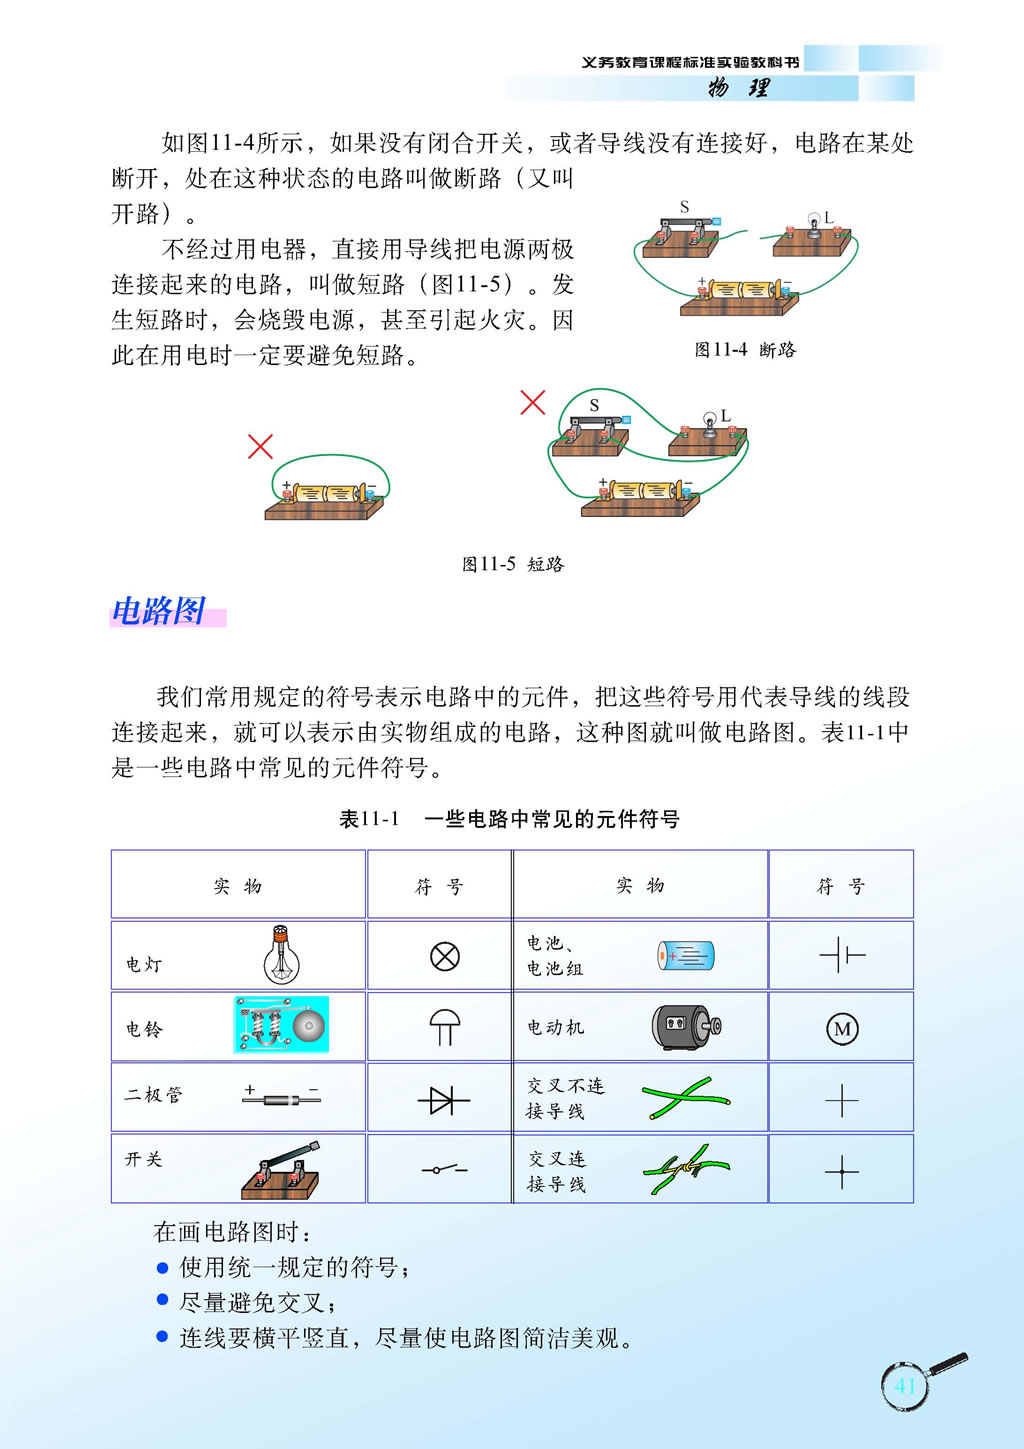 义务教育课程标准实验教科书
物 理
如图11-4所示，如果没有闭合开关，或者导线没有连接好，电路在某处
断开，处在这种状态的电路叫做断路（又叫
开路）。
不经过用电器，直接用导线把电源两极
连接起来的电路，叫做短路（图11-5）。发
生短路时，会烧毁电源，甚至引起火灾。因
此在用电时一定要避免短路。
S
L
+ −
图11-4 断路
S
L
+ −
+ −
图11-5 短路
电路图
我们常用规定的符号表示电路中的元件，把这些符号用代表导线的线段
连接起来，就可以表示由实物组成的电路，这种图就叫做电路图。表11-1中
是一些电路中常见的元件符号。
表11-1 一些电路中常见的元件符号
实 物 符 号 实 物 符 号
电灯
电池、
电池组
+
电铃
电动机
M
二极管
+ −
交叉不连
接导线
开关
交叉连
接导线
在画电路图时：
● 使用统一规定的符号；
● 尽量避免交叉；
● 连线要横平竖直，尽量使电路图简洁美观。
41